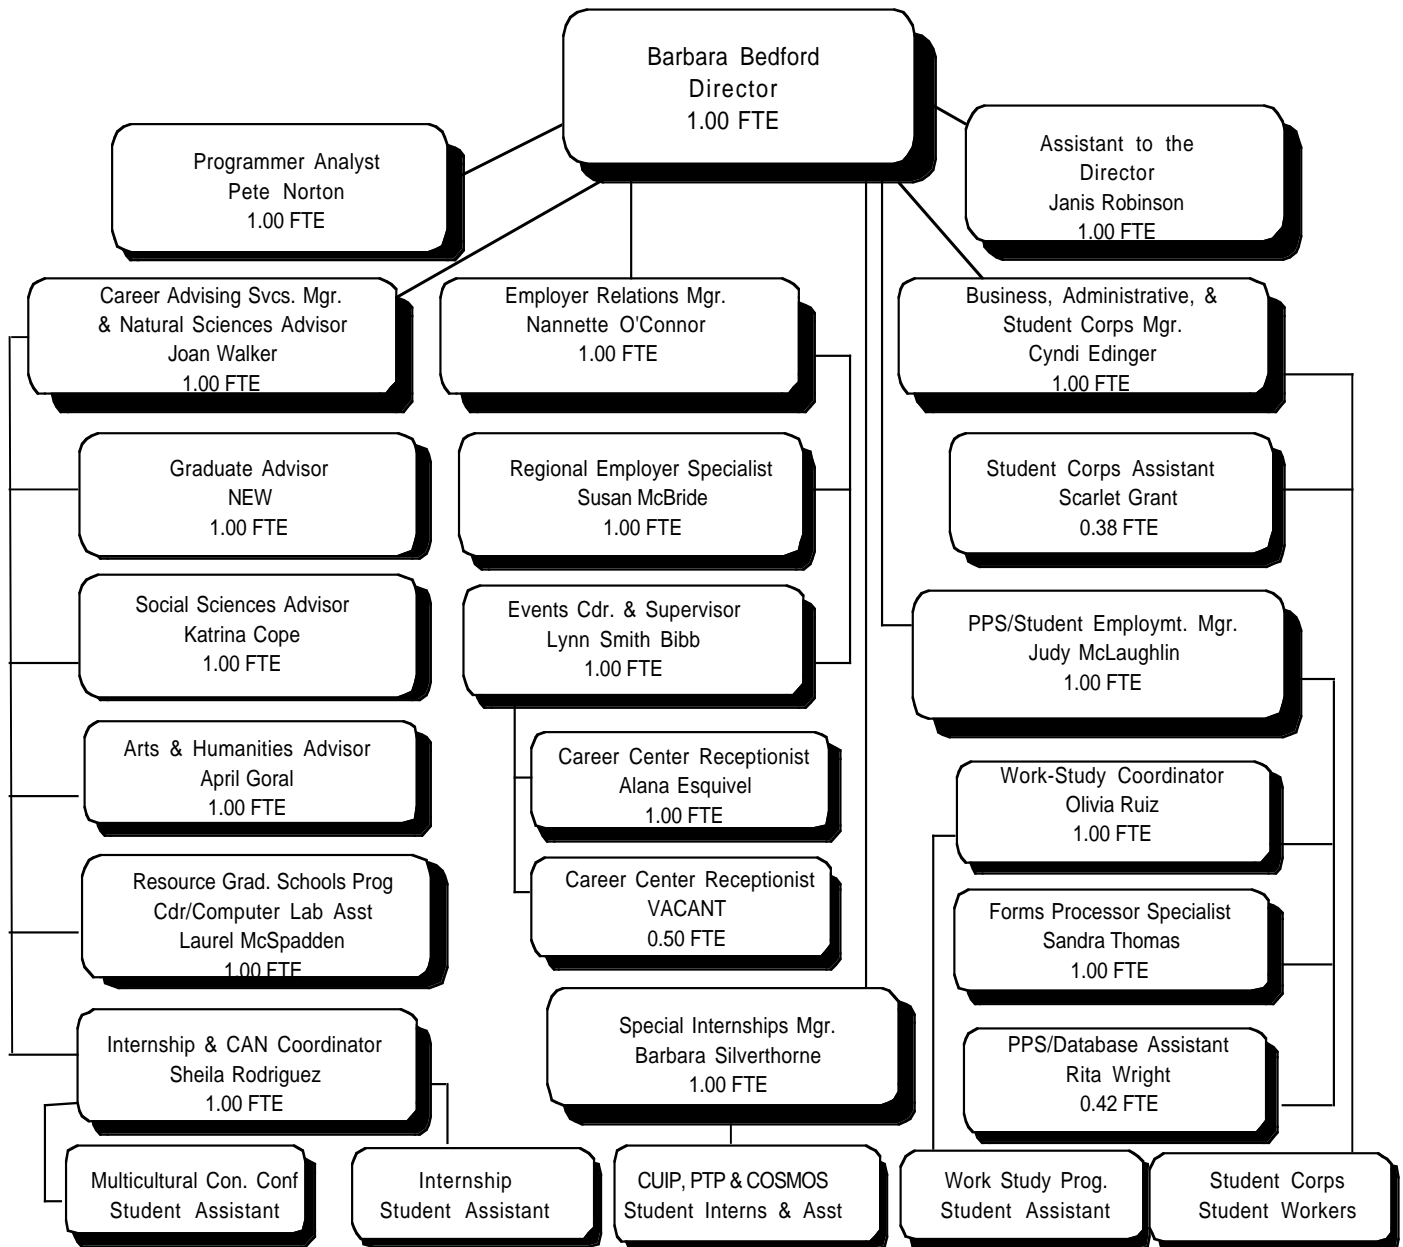 Barbara Bedford
Director
1.00 FTE
Programmer Analyst
Pete Norton
1.00 FTE
Assistant to the
Director
Janis Robinson
1.00 FTE
Career Advising Svcs. Mgr.
& Natural Sciences Advisor
Joan Walker
1.00 FTE
Employer Relations Mgr.
Nannette O'Connor
1.00 FTE
Business, Administrative, &
Student Corps Mgr.
Cyndi Edinger
1.00 FTE
Graduate Advisor
NEW
1.00 FTE
Regional Employer Specialist
Susan McBride
1.00 FTE
Student Corps Assistant
Scarlet Grant
0.38 FTE
Social Sciences Advisor
Katrina Cope
1.00 FTE
Events Cdr. & Supervisor
Lynn Smith Bibb
1.00 FTE
PPS/Student Employmt. Mgr.
Judy McLaughlin
1.00 FTE
Arts & Humanities Advisor
April Goral
1.00 FTE
Career Center Receptionist
Alana Esquivel
1.00 FTE
Work-Study Coordinator
Olivia Ruiz
1.00 FTE
Resource Grad. Schools Prog
Cdr/Computer Lab Asst
Laurel McSpadden
1.00 FTE
Career Center Receptionist
VACANT
0.50 FTE
Forms Processor Specialist
Sandra Thomas
1.00 FTE
Internship & CAN Coordinator
Sheila Rodriguez
1.00 FTE
Special Internships Mgr.
Barbara Silverthorne
1.00 FTE
PPS/Database Assistant
Rita Wright
0.42 FTE
Multicultural Con. Conf
Student Assistant
Internship
Student Assistant
CUIP, PTP & COSMOS
Student Interns & Asst
Work Study Prog.
Student Assistant
Student Corps
Student Workers